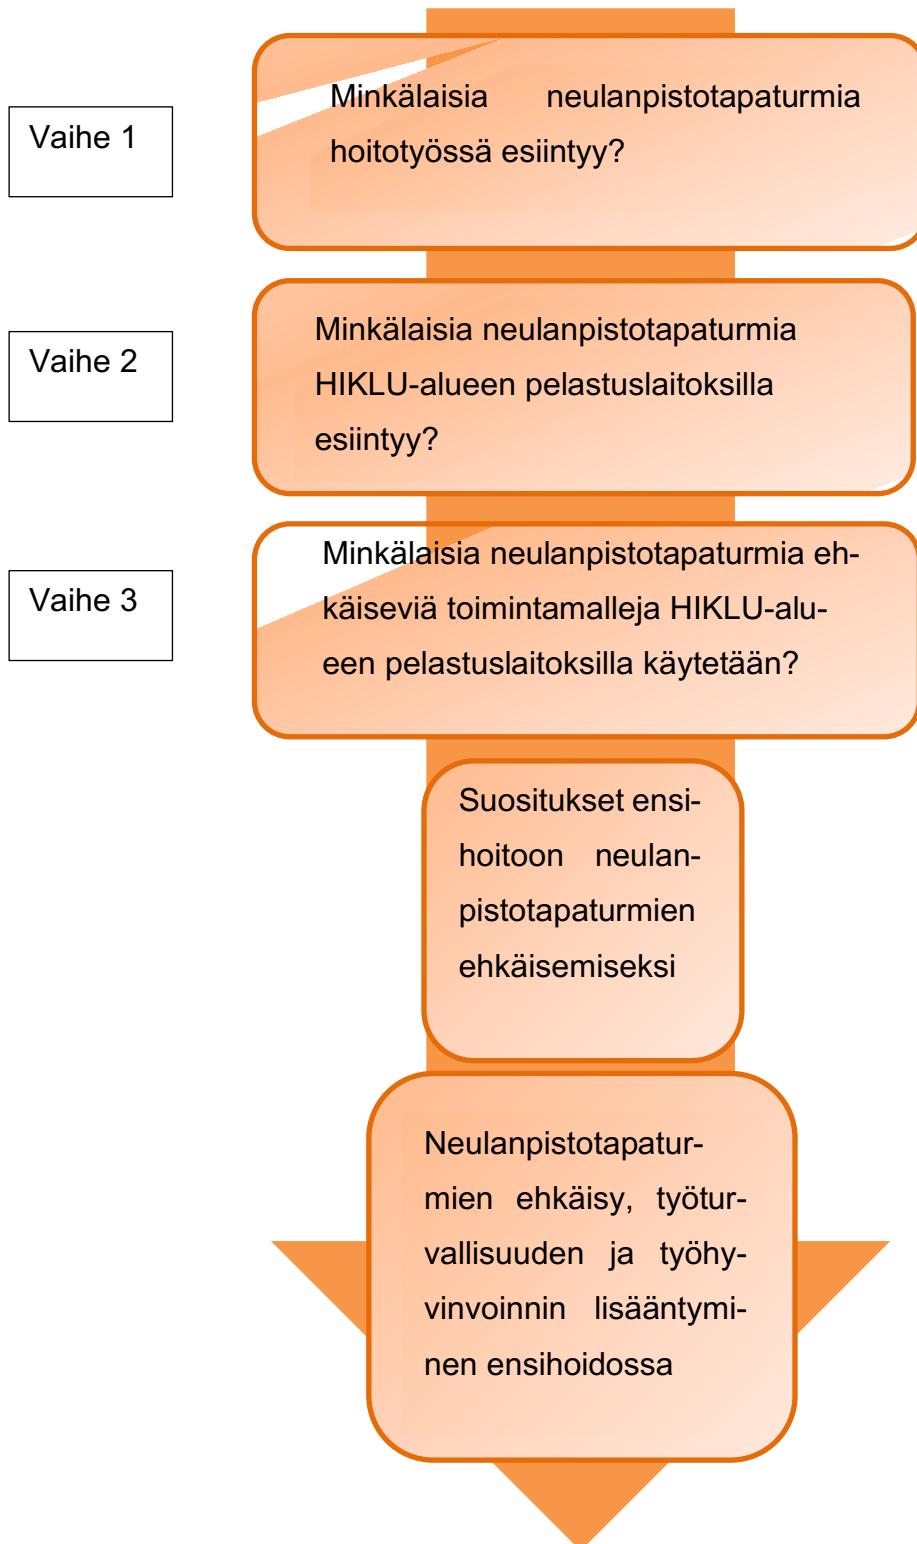 Vaihe 1
Minkälaisia neulanpistotapaturmia
hoitotyössä esiintyy?
Vaihe 2
Minkälaisia neulanpistotapaturmia
HIKLU-alueen pelastuslaitoksilla
esiintyy?
Vaihe 3
Minkälaisia neulanpistotapaturmia eh-
käiseviä toimintamalleja HIKLU-alu-
een pelastuslaitoksilla käytetään?
Suositukset ensi-
hoitoon neulan-
pistotapaturmien
ehkäisemiseksi
Neulanpistotapatur-
mien ehkäisy, työtur-
vallisuuden ja työhy-
vinvoinnin lisääntymi-
nen ensihoidossa